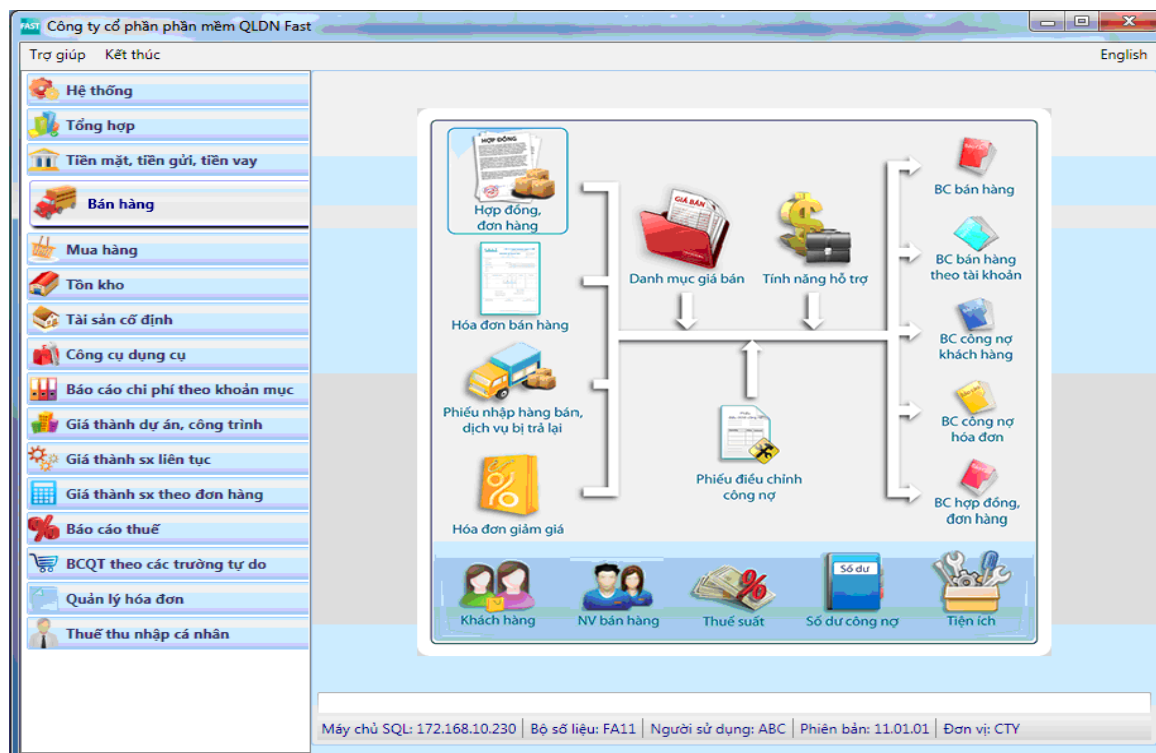 FAST Công ty cổ phần phần mềm QLDN Fast
Trợ giúp Kết thúc English
Hệ thống
Tổng hợp
Tiền mặt, tiền gửi, tiền vay
Bán hàng
Mua hàng
Tồn kho
Tài sản cố định
Công cụ dụng cụ
Báo cáo chi phí theo khoản mục
Giá thành dự án, công trình
Giá thành sx liên tục
Giá thành sx theo đơn hàng
Báo cáo thuế
BCQT theo các trường tự do
Quản lý hóa đơn
Thuế thu nhập cá nhân
HỢP ĐỒNG
Hợp đồng,
đơn hàng
Hóa đơn bán hàng
Phiếu nhập hàng bán,
dịch vụ bị trả lại
Hóa đơn giảm giá
GIÁ BÁN
Danh mục giá bán
Tính năng hỗ trợ
Phiếu điều chỉnh
công nợ
BC bán hàng
BC bán hàng
theo tài khoản
BC công nợ
khách hàng
BC công nợ
hóa đơn
BC hợp đồng,
đơn hàng
Khách hàng
NV bán hàng
Thuế suất
Số dư
Số dư công nợ
Tiện ích
Máy chủ SQL: 172.168.10.230 Bộ số liệu: FA11 Người sử dụng: ABC Phiên bản: 11.01.01 Đơn vị: CTY